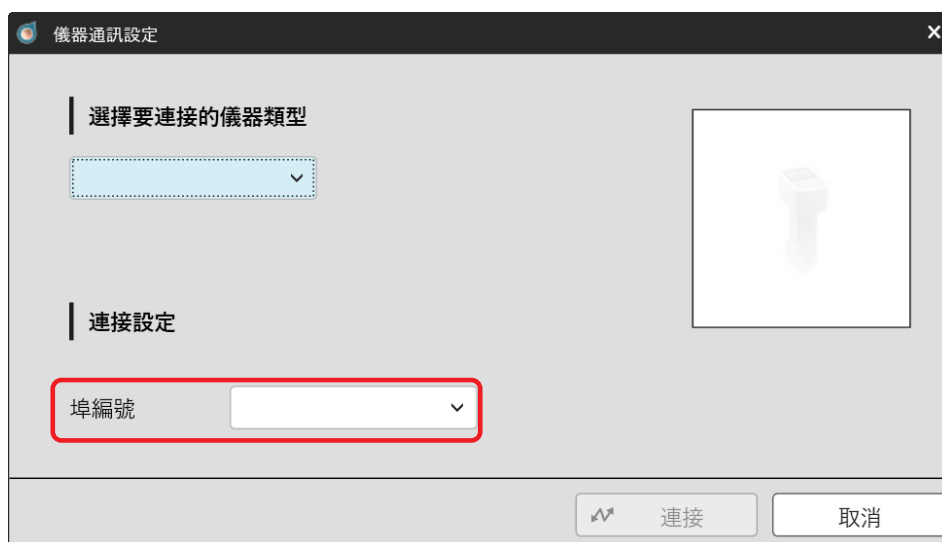 儀器通訊設定
選擇要連接的儀器類型
連接設定
埠編號
連接
取消